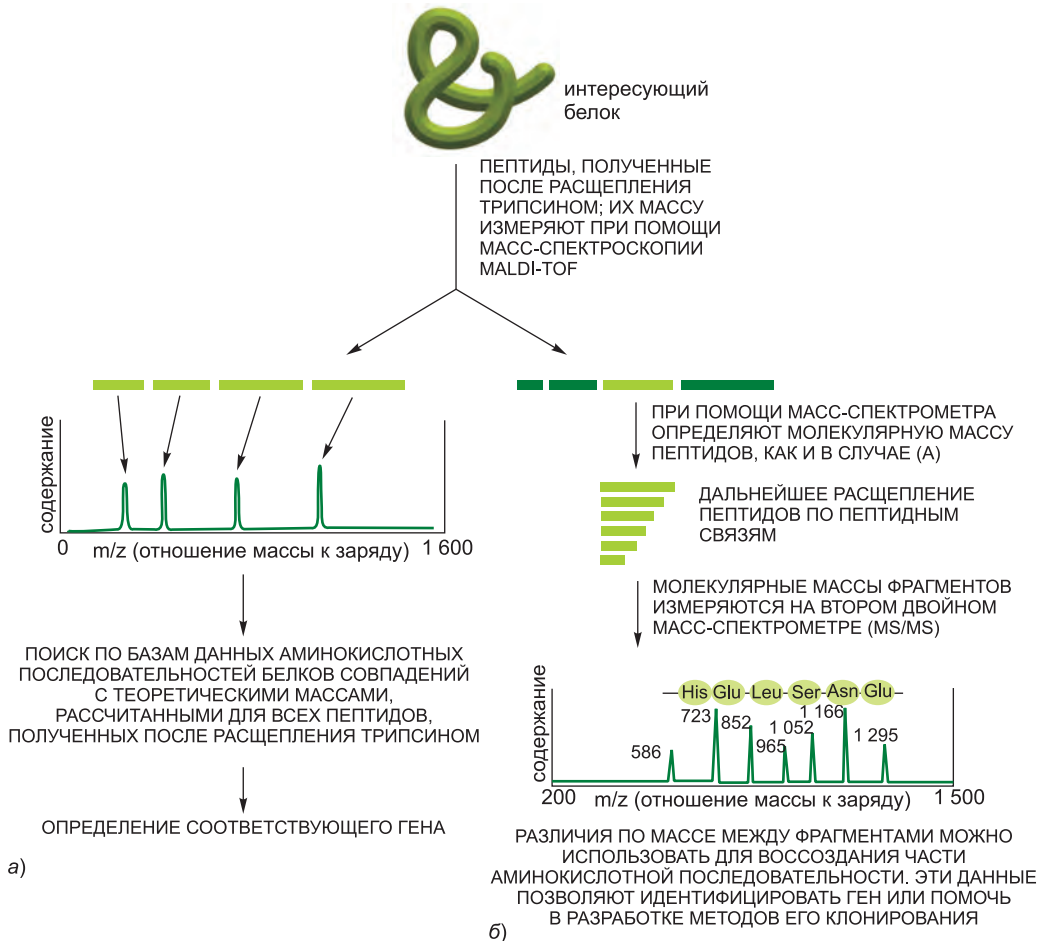 интересующий
белок
ПЕПТИДЫ, ПОЛУЧЕННЫЕ
ПОСЛЕ РАСЩЕПЛЕНИЯ
ТРИПСИНОМ; ИХ МАССУ
ИЗМЕРЯЮТ ПРИ ПОМОЩИ
МАСС-СПЕКТРОСКОПИИ
MALDI-TOF
содержание
0
m/z (отношение массы к заряду)
1 600
ПОИСК ПО БАЗАМ ДАННЫХ АМИНОКИСЛОТНЫХ
ПОСЛЕДОВАТЕЛЬНОСТЕЙ БЕЛКОВ СОВПАДЕНИЙ
С ТЕОРЕТИЧЕСКИМИ МАССАМИ,
РАССЧИТАННЫМИ ДЛЯ ВСЕХ ПЕПТИДОВ,
ПОЛУЧЕННЫХ ПОСЛЕ РАСЩЕПЛЕНИЯ ТРИПСИНОМ
ОПРЕДЕЛЕНИЕ СООТВЕТСТВУЮЩЕГО ГЕНА
а)
ПРИ ПОМОЩИ МАСС-СПЕКТРОМЕТРА
ОПРЕДЕЛЯЮТ МОЛЕКУЛЯРНУЮ МАССУ
ПЕПТИДОВ, КАК И В СЛУЧАЕ (А)
ДАЛЬНЕЙШЕЕ РАСЩЕПЛЕНИЕ
ПЕПТИДОВ ПО ПЕПТИДНЫМ
СВЯЗЯМ
МОЛЕКУЛЯРНЫЕ МАССЫ ФРАГМЕНТОВ
ИЗМЕРЯЮТСЯ НА ВТОРОМ ДВОЙНОМ
МАСС-СПЕКТРОМЕТРЕ (MS/MS)
His Glu Leu Ser Asn Glu
586
723
852
965
1 052
1 166
1 295
содержание
200
m/z (отношение массы к заряду)
1 500
РАЗЛИЧИЯ ПО МАССЕ МЕЖДУ ФРАГМЕНТАМИ МОЖНО
ИСПОЛЬЗОВАТЬ ДЛЯ ВОССОЗДАНИЯ ЧАСТИ
АМИНОКИСЛОТНОЙ ПОСЛЕДОВАТЕЛЬНОСТИ. ЭТИ ДАННЫЕ
ПОЗВОЛЯЮТ ИДЕНТИФИЦИРОВАТЬ ГЕН ИЛИ ПОМОЧЬ
В РАЗРАБОТКЕ МЕТОДОВ ЕГО КЛОНИРОВАНИЯ
б)